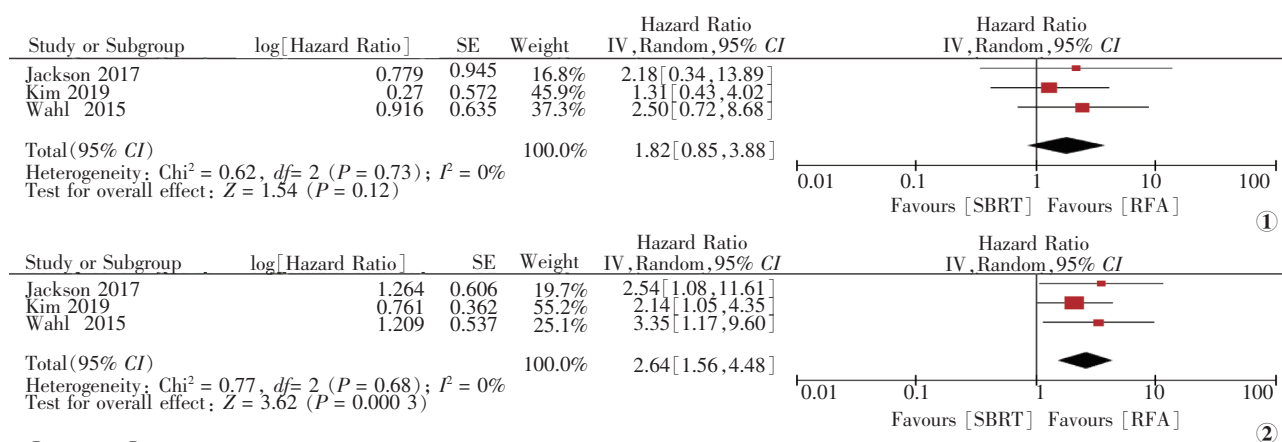 Hazard Ratio Hazard Ratio
Study or Subgroup log[Hazard Ratio] SE Weight IV,Random,95% CI IV,Random,95% CI
Jackson 2017 0.779 0.945 16.8% 2.18[0.34,13.89]
Kim 2019 0.27 0.572 45.9% 1.31[0.43,4.02]
Wahl 2015 0.916 0.635 37.3% 2.50[0.72,8.68]
Total(95% CI) 100.0% 1.82[0.85,3.88]
Heterogeneity: Chi² = 0.62, df= 2 (P = 0.73); I² = 0%
Test for overall effect: Z = 1.54 (P = 0.12)
0.01 0.1 1 10 100
Favours [SBRT] Favours [RFA]
①
Hazard Ratio Hazard Ratio
Study or Subgroup log[Hazard Ratio] SE Weight IV,Random,95% CI IV,Random,95% CI
Jackson 2017 1.264 0.606 19.7% 2.54[1.08,11.61]
Kim 2019 0.761 0.362 55.2% 2.14[1.05,4.35]
Wahl 2015 1.209 0.537 25.1% 3.35[1.17,9.60]
Total(95% CI) 100.0% 2.64[1.56,4.48]
Heterogeneity: Chi² = 0.77, df= 2 (P = 0.68); I² = 0%
Test for overall effect: Z = 3.62 (P = 0.000 3)
0.01 0.1 1 10 100
Favours [SBRT] Favours [RFA]
②